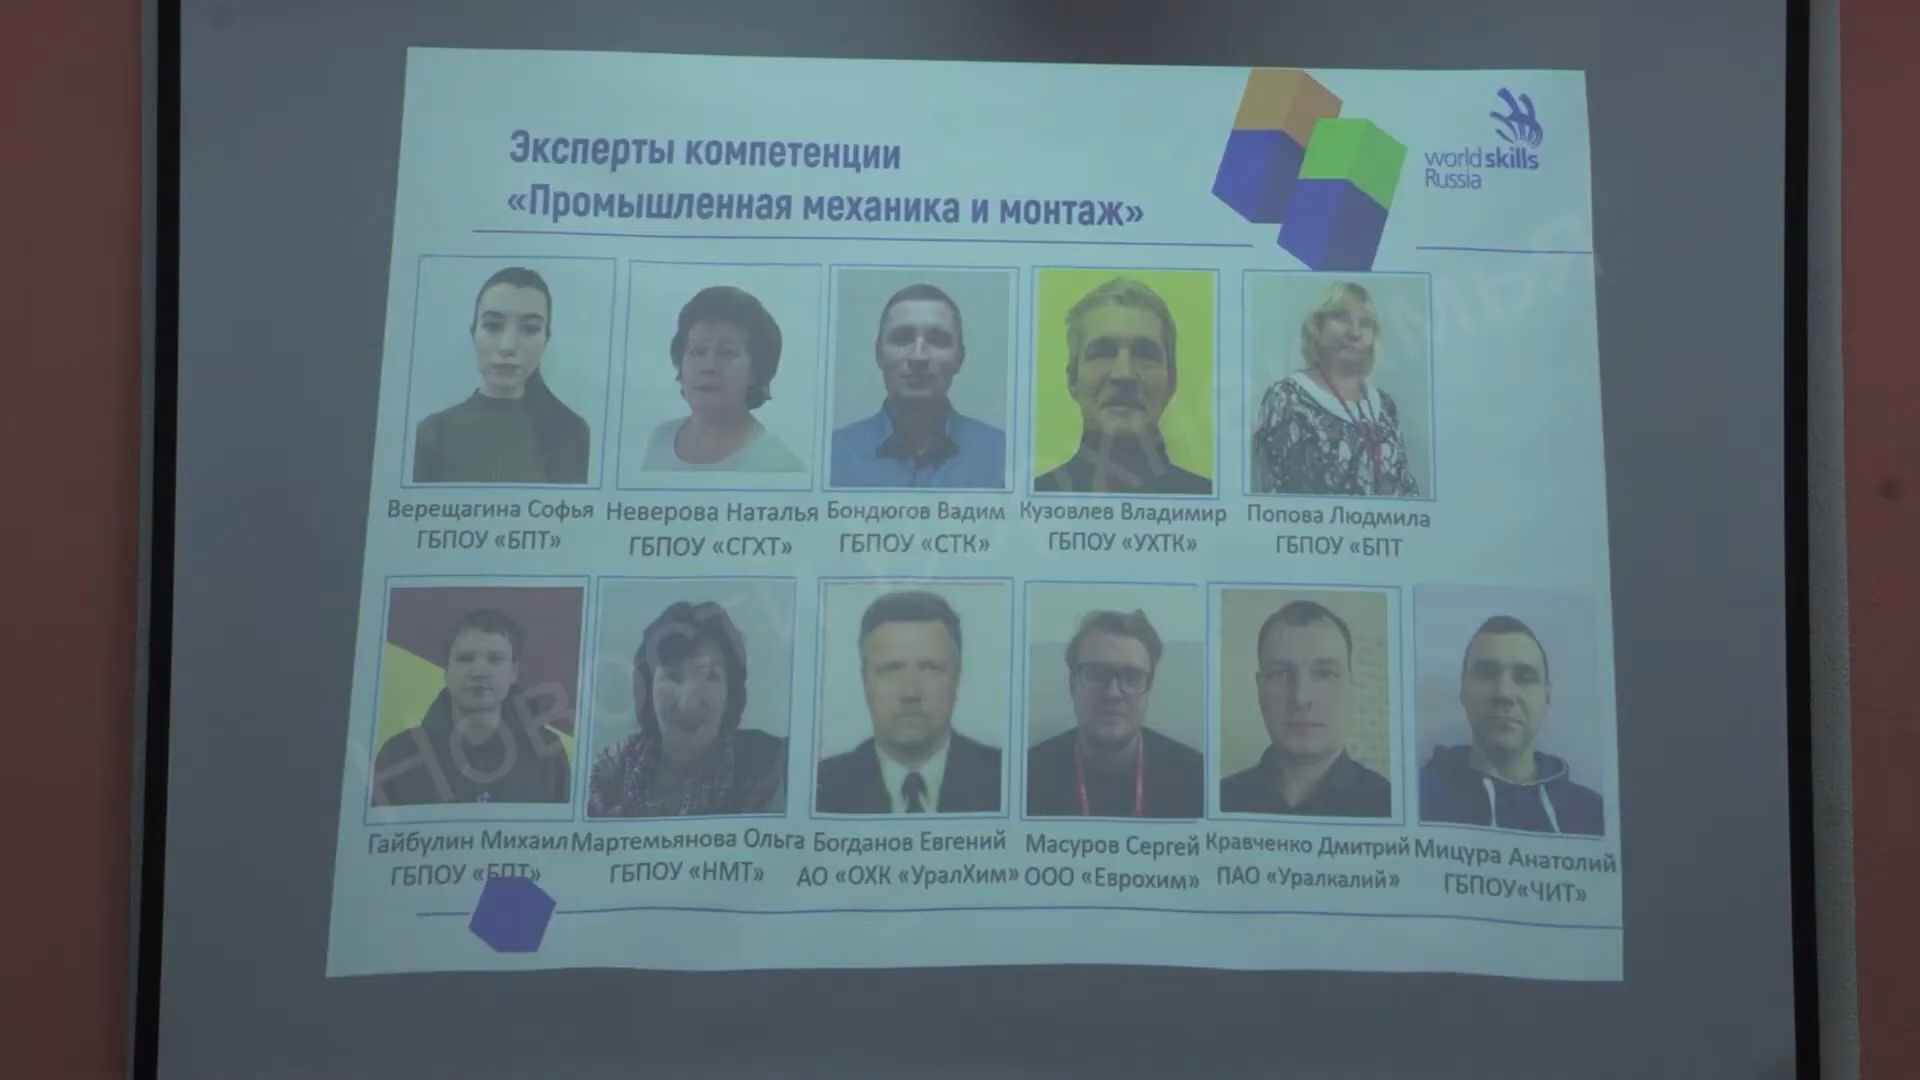 Эксперты компетенции
«Промышленная механика и монтаж»
world skills
Russia
Верещагина Софья
ГБПОУ «БПТ»
Неверова Наталья
ГБПОУ «СГХТ»
Бондюгов Вадим
ГБПОУ «СТК»
Кузовлев Владимир
ГБПОУ «УХТК»
Попова Людмила
ГБПОУ «БПТ
Гайбулин Михаил
ГБПОУ «БПТ»
Мартемьянова Ольга
ГБПОУ «НМТ»
Богданов Евгений
АО «ОХК «УралХим»
Масуров Сергей
ООО «Еврохим»
Кравченко Дмитрий
ПАО «Уралкалий»
Мицура Анатолий
ГБПОУ«ЧИТ»